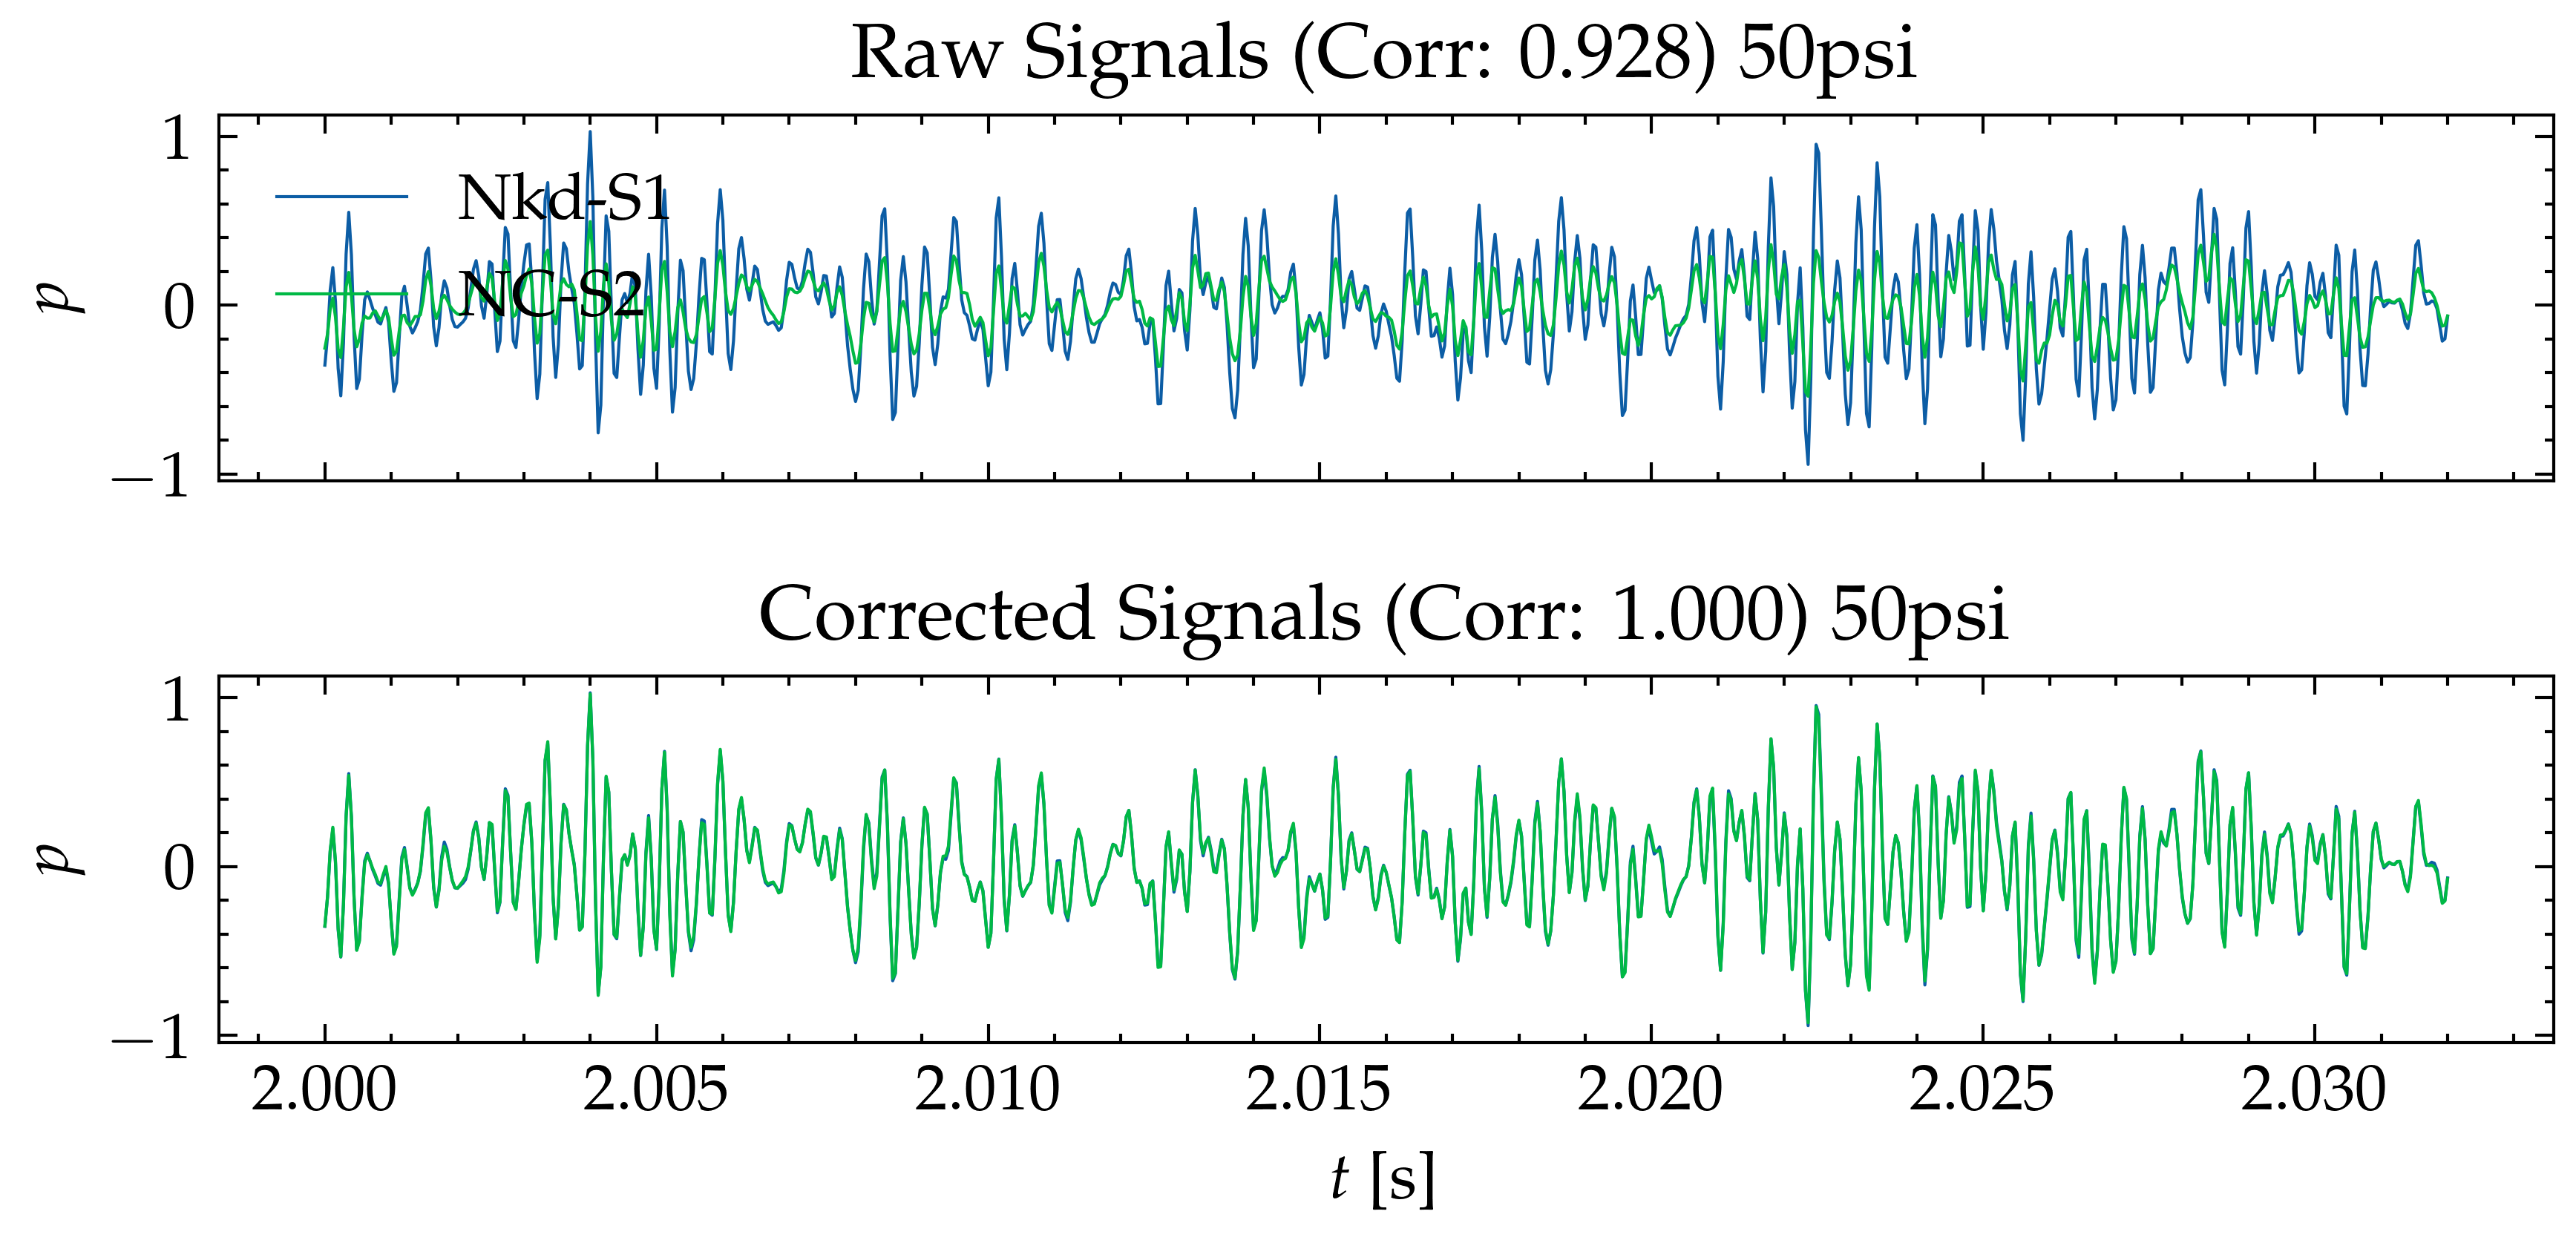 Raw Signals (Corr: 0.928) 50psi
1
Nkd-S1
p
0
NC-S2
−1
Corrected Signals (Corr: 1.000) 50psi
1
p
0
−1
2.000 2.005 2.010 2.015 2.020 2.025 2.030
t [s]